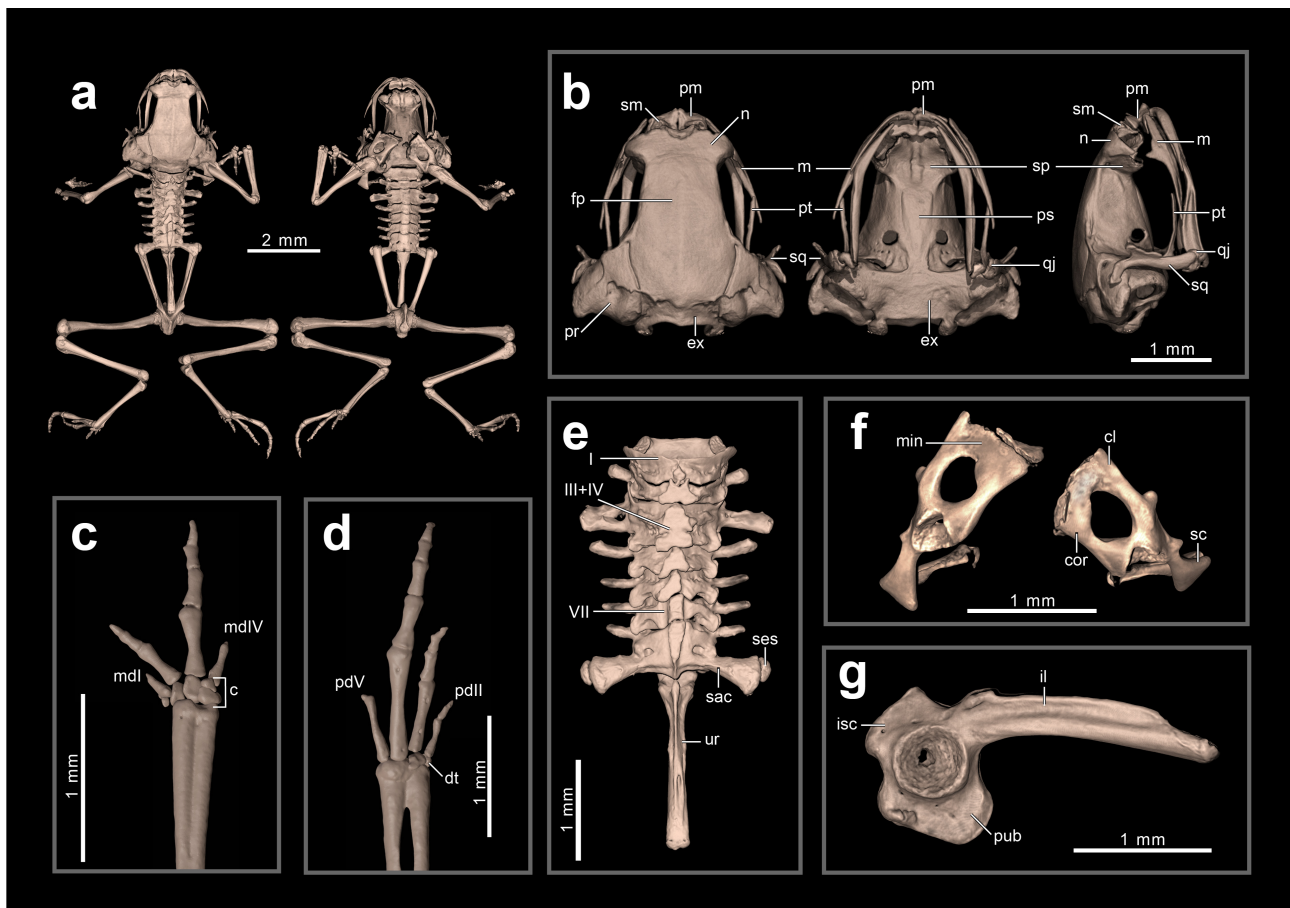 a
2 mm
b
sm
pm
n
pm
pm
sm
n
m
sp
m
fp
pt
ps
pt
sq
qj
qj
sq
pr
ex
ex
1 mm
c
mdIV
mdI
c
1 mm
d
pdV
pdII
dt
1 mm
e
I
III+IV
VII
ses
sac
ur
1 mm
f
min
cl
cor
sc
1 mm
g
il
isc
pub
1 mm